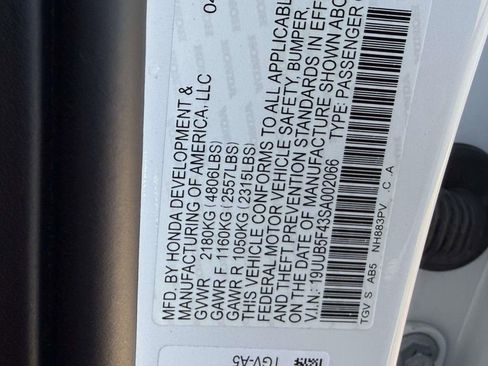 04
MFD. BY HONDA DEVELOPMENT &
MANUFACTURING OF AMERICA, LLC
GVWR 2180KG(4806LBS)
GAWR F 1160KG(2557LBS)
GAWR R 1050KG(2315LBS)
THIS VEHICLE CONFORMS TO ALL APPLICABLE
FEDERAL MOTOR VEHICLE SAFETY, BUMPER,
AND THEFT PREVENTION STANDARDS IN EFF
ON THE DATE OF MANUFACTURE SHOWN ABO
V.I.N.: 19UUB5F43SA002066 TYPE: PASSENGER
TGV S AB5 NH883PV .C .A
TGV-A5